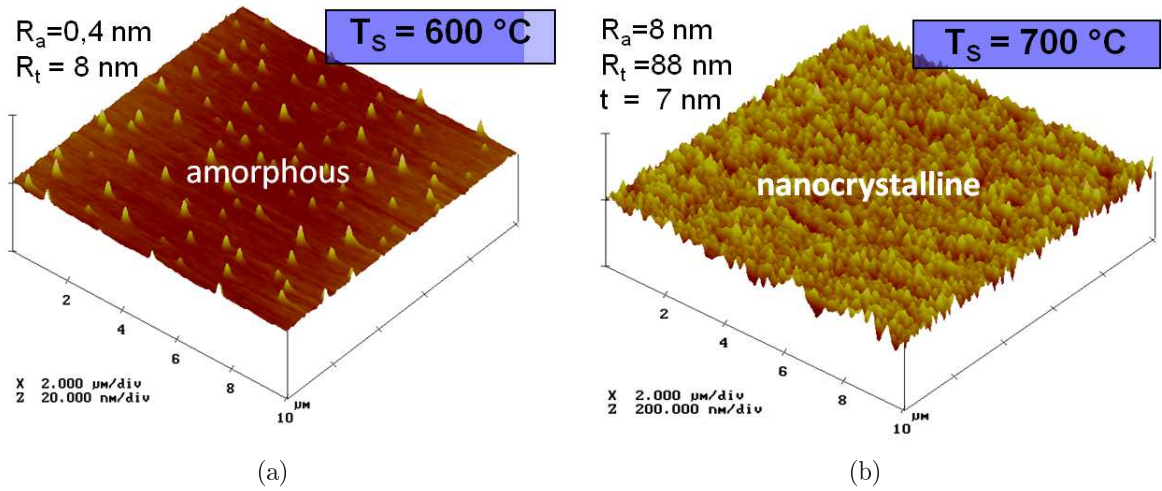 Ra=0,4 nm
Rt = 8 nm
TS = 600 °C
amorphous
2
4
6
8
10
µM
X 2.000 µM/div
Z 20.000 nM/div
(a)
Ra=8 nm
Rt=88 nm
t = 7 nm
TS = 700 °C
nanocrystalline
2
4
6
8
10
µM
X 2.000 µM/div
Z 200.000 nM/div
(b)